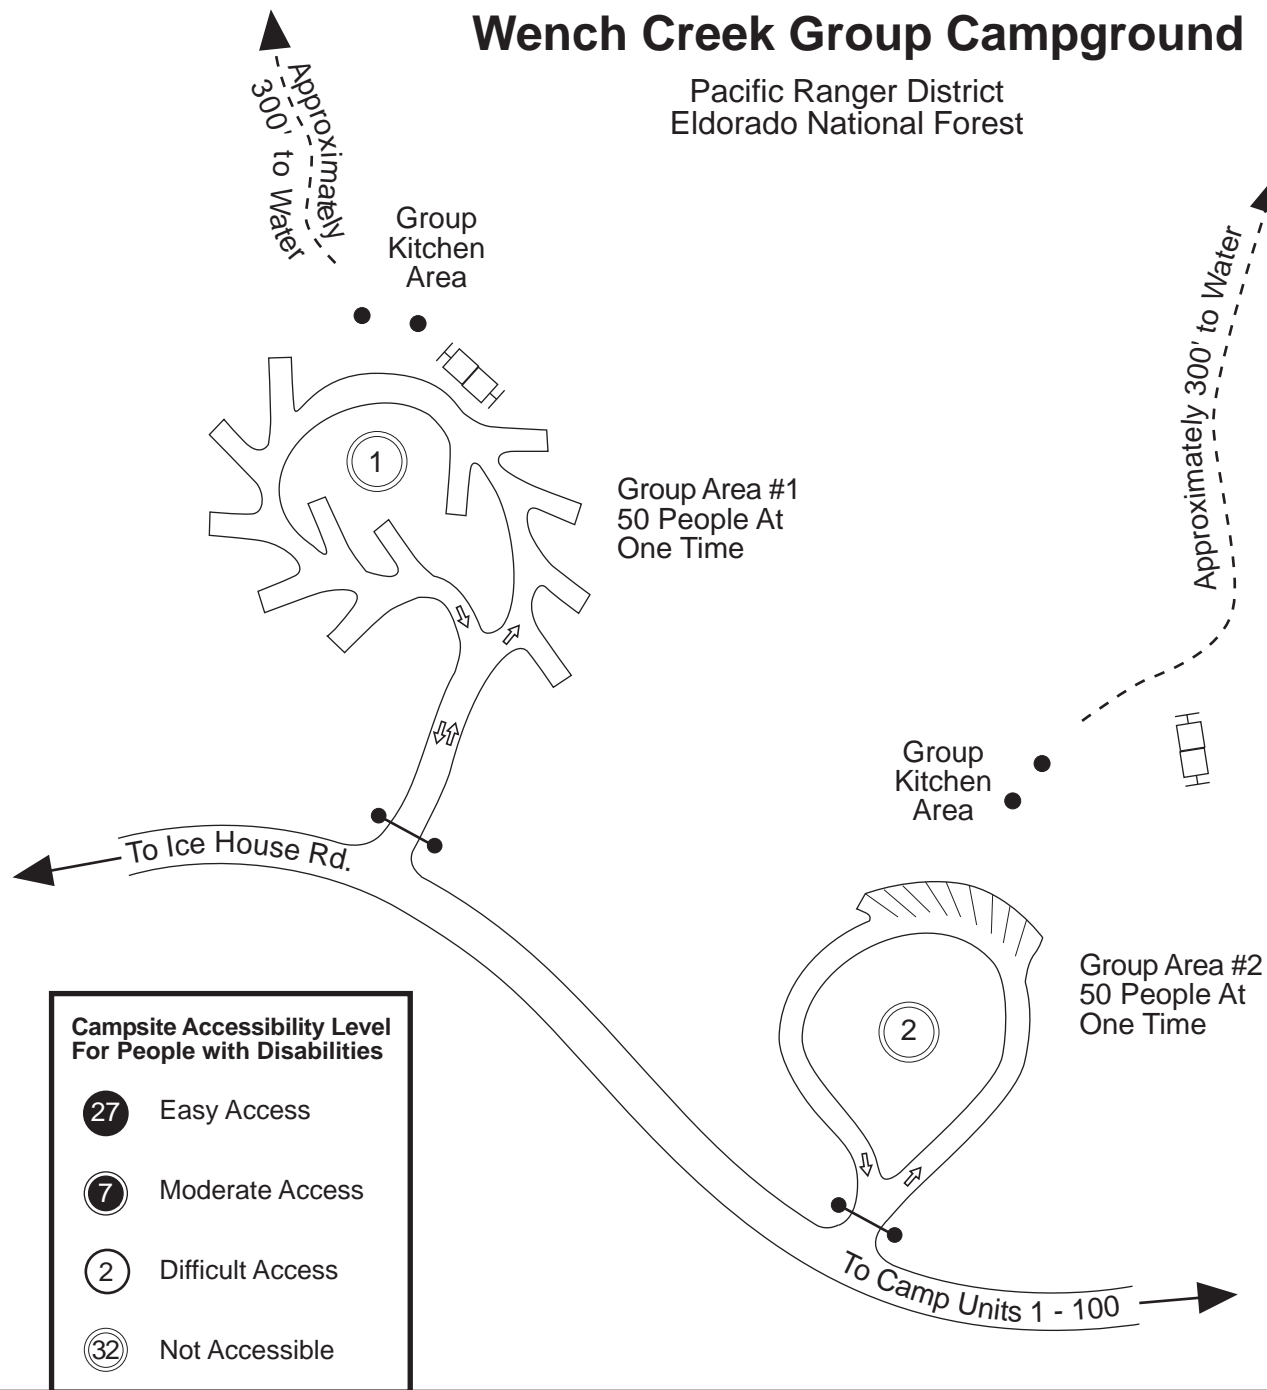 Wench Creek Group Campground
Pacific Ranger District
Eldorado National Forest
Approximately
300' to Water
Group
Kitchen
Area
Approximately 300' to Water
1
Group Area #1
50 People At
One Time
Group
Kitchen
Area
To Ice House Rd.
Group Area #2
50 People At
One Time
2
Campsite Accessibility Level
For People with Disabilities
27 Easy Access
7 Moderate Access
2 Difficult Access
32 Not Accessible
To Camp Units 1 - 100